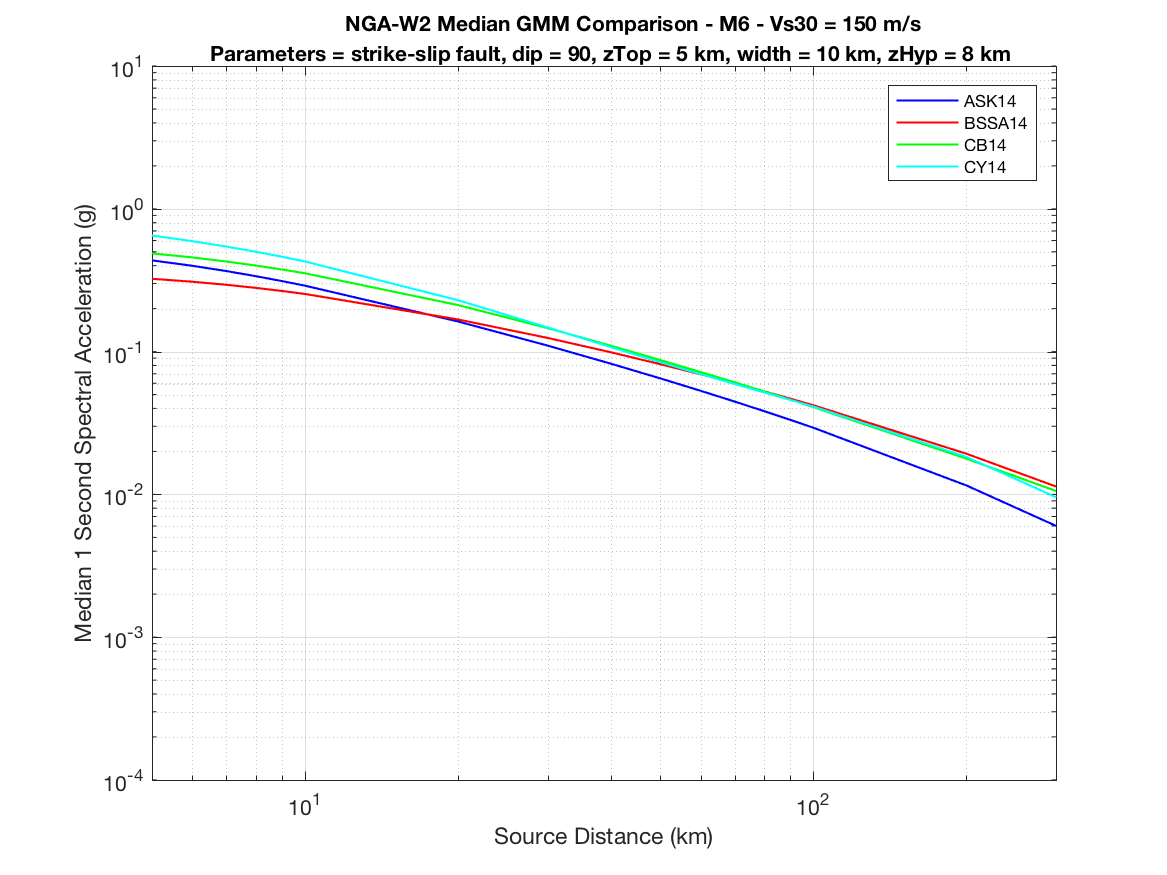 NGA-W2 Median GMM Comparison - M6 - Vs30 = 150 m/s
Parameters = strike-slip fault, dip = 90, zTop = 5 km, width = 10 km, zHyp = 8 km
10^1
10^0
10^-1
10^-2
10^-3
10^-4
Median 1 Second Spectral Acceleration (g)
ASK14
BSSA14
CB14
CY14
10^1
10^2
Source Distance (km)